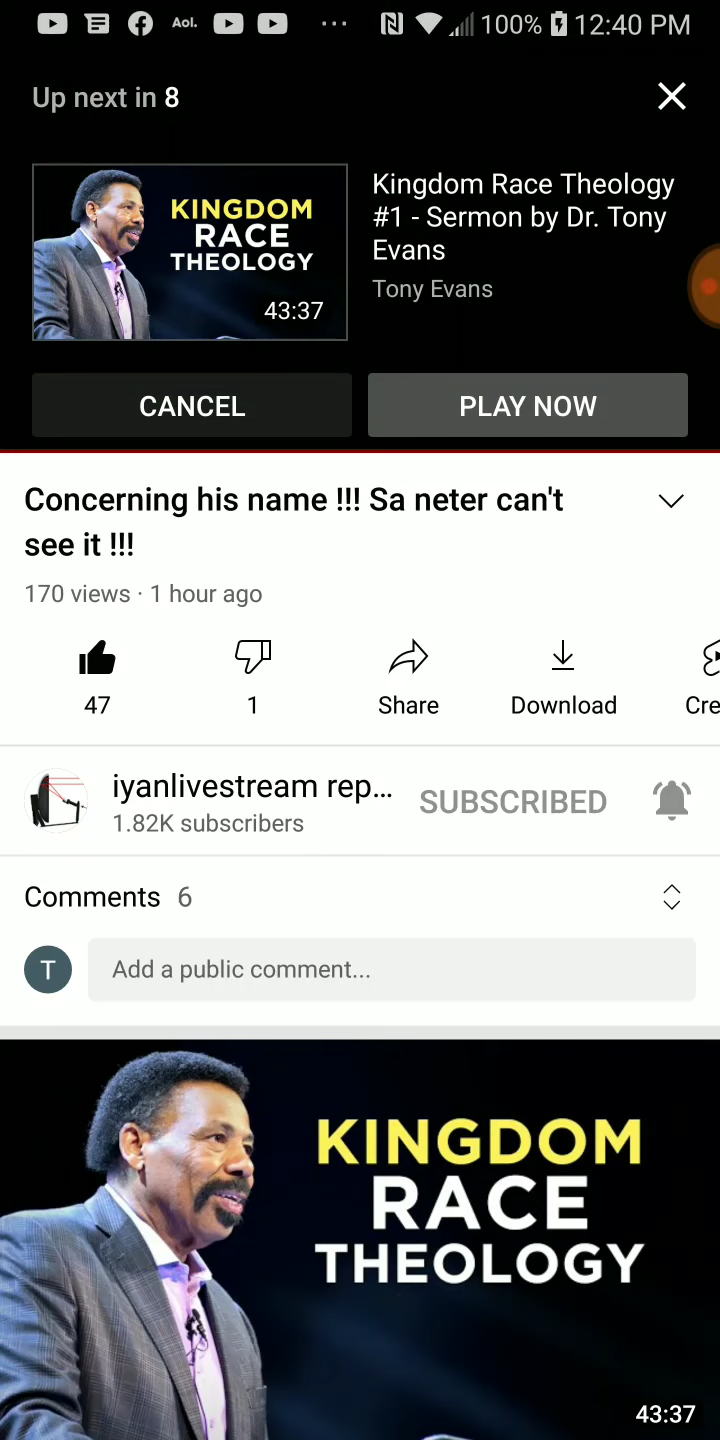 Aol. 100% 12:40 PM
Up next in 8
KINGDOM
RACE
THEOLOGY
43:37
Kingdom Race Theology
#1 - Sermon by Dr. Tony
Evans
Tony Evans
CANCEL PLAY NOW
Concerning his name !!! Sa neter can't
see it !!!
170 views · 1 hour ago
47 1 Share Download Cre
iyanlivestream rep...
SUBSCRIBED
1.82K subscribers
Comments 6
T Add a public comment...
KINGDOM
RACE
THEOLOGY
43:37